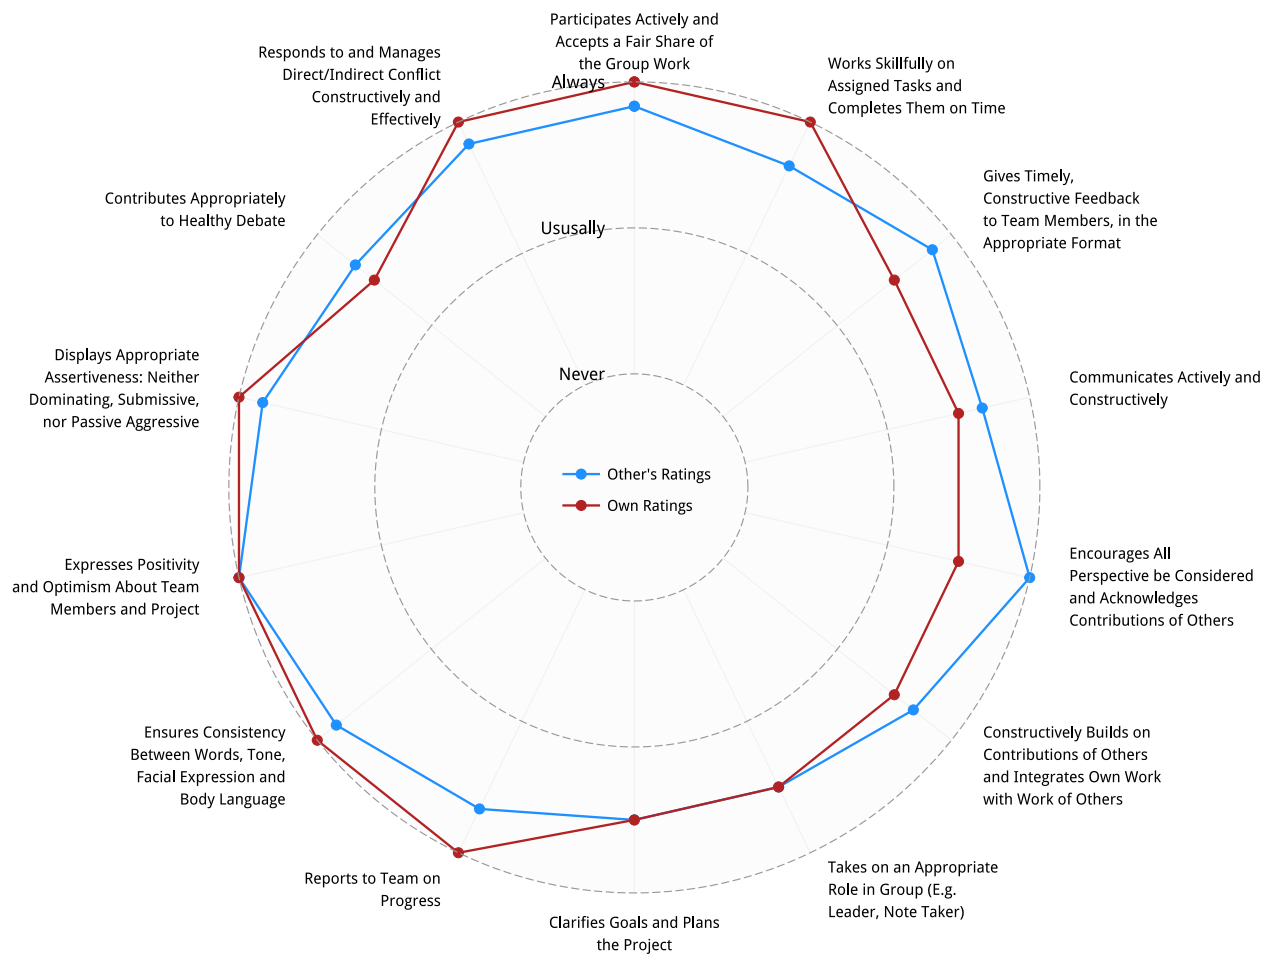 Participates Actively and
Accepts a Fair Share of
the Group Work
Works Skillfully on
Assigned Tasks and
Completes Them on Time
Gives Timely,
Constructive Feedback
to Team Members, in the
Appropriate Format
Communicates Actively and
Constructively
Encourages All
Perspective be Considered
and Acknowledges
Contributions of Others
Constructively Builds on
Contributions of Others
and Integrates Own Work
with Work of Others
Takes on an Appropriate
Role in Group (E.g.
Leader, Note Taker)
Clarifies Goals and Plans
the Project
Reports to Team on
Progress
Ensures Consistency
Between Words, Tone,
Facial Expression and
Body Language
Expresses Positivity
and Optimism About Team
Members and Project
Displays Appropriate
Assertiveness: Neither
Dominating, Submissive,
nor Passive Aggressive
Contributes Appropriately
to Healthy Debate
Responds to and Manages
Direct/Indirect Conflict
Constructively and
Effectively
Always
Ususally
Never
Other's Ratings
Own Ratings